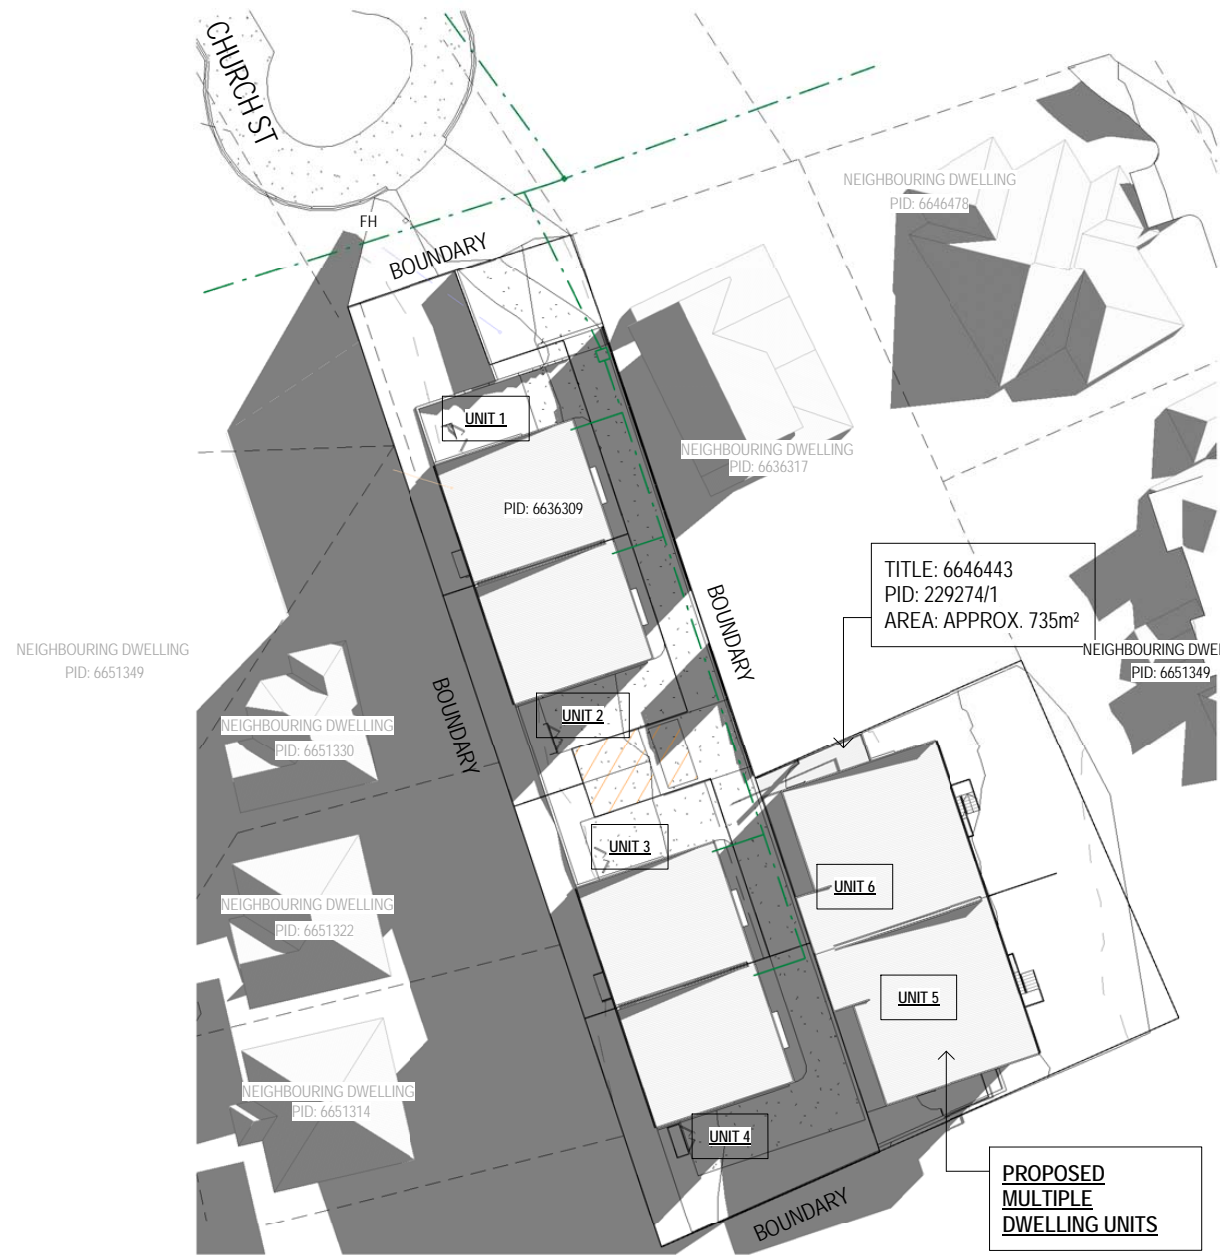 CHURCH ST
NEIGHBOURING DWELLING
PID: 6646478
FH
BOUNDARY
UNIT 1
NEIGHBOURING DWELLING
PID: 6636317
PID: 6636309
TITLE: 6646443
PID: 229274/1
AREA: APPROX. 735m²
BOUNDARY
NEIGHBOURING DWELLING
PID: 6651349
NEIGHBOURING DWE
PID: 6651349
BOUNDARY
UNIT 2
NEIGHBOURING DWELLING
PID: 6651330
UNIT 3
UNIT 6
NEIGHBOURING DWELLING
PID: 6651322
UNIT 5
NEIGHBOURING DWELLING
PID: 6651314
UNIT 4
BOUNDARY
PROPOSED
MULTIPLE
DWELLING UNITS